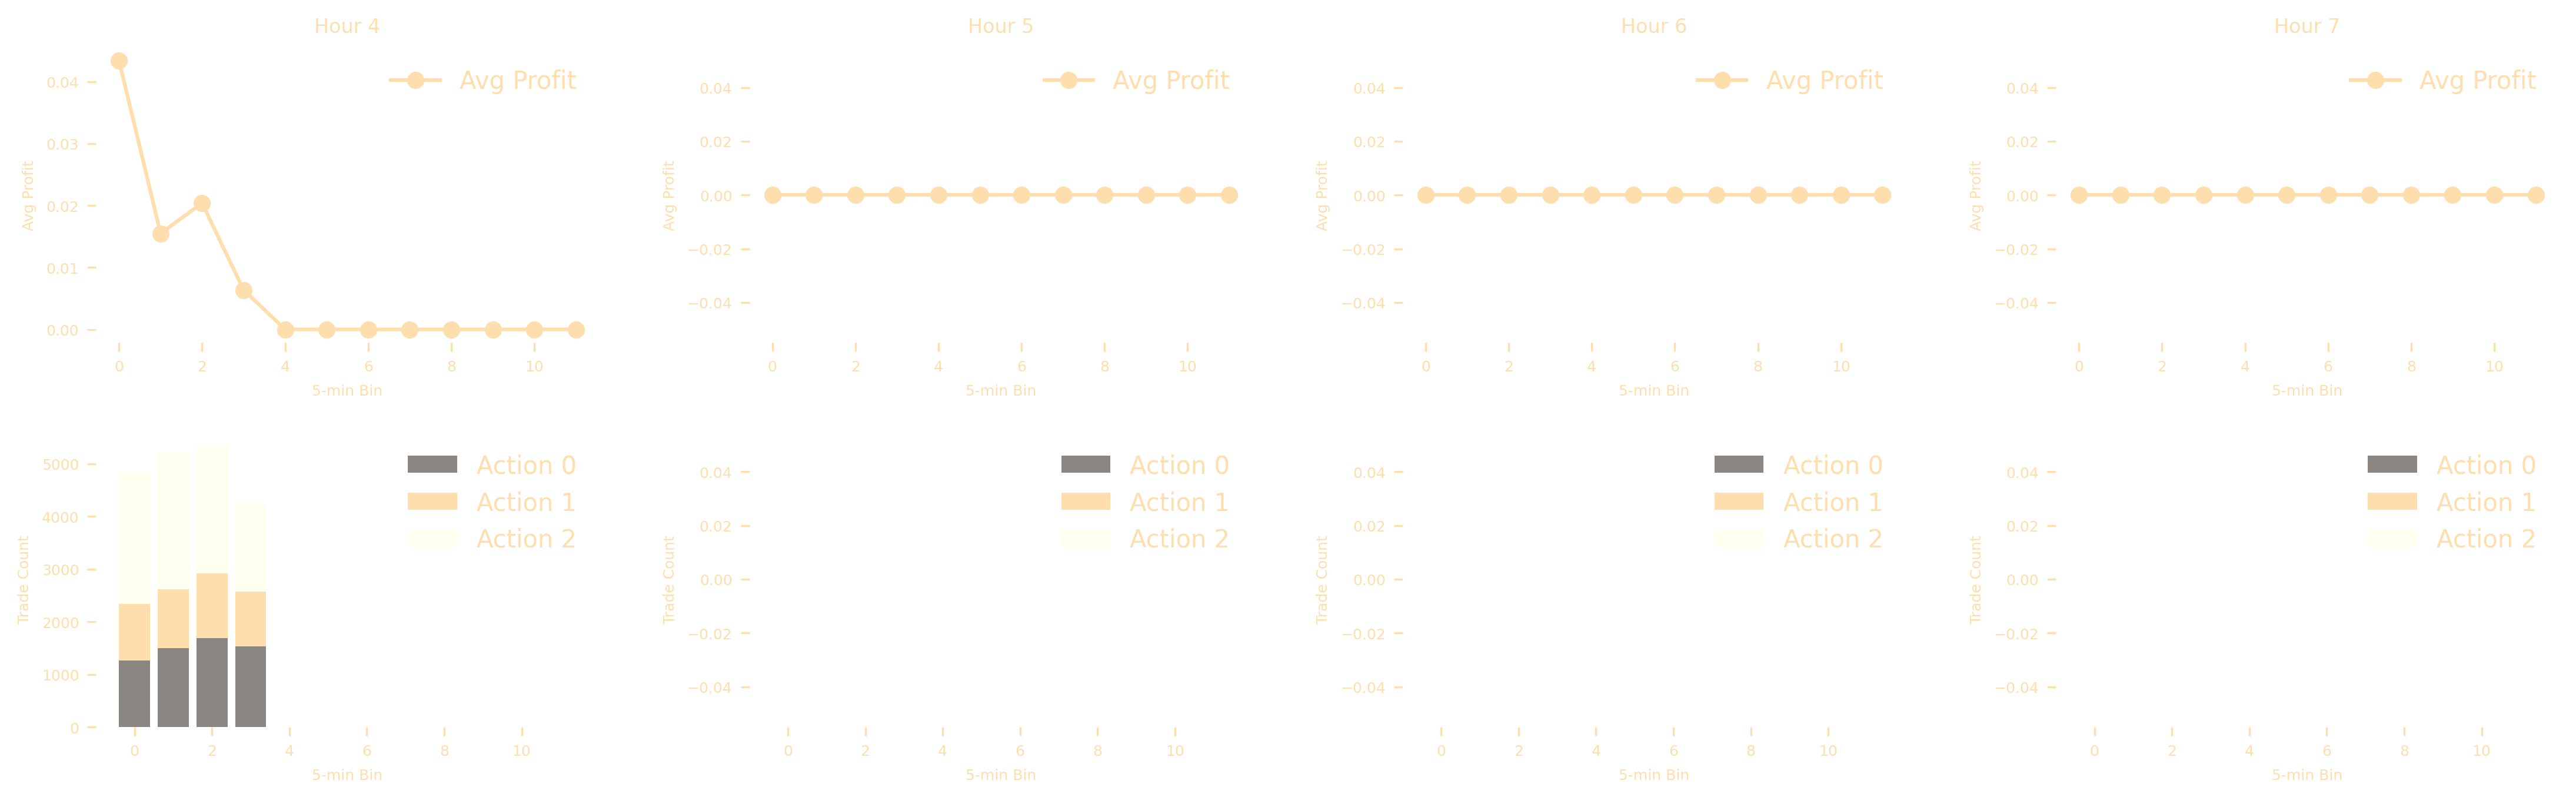 Hour 4
Avg Profit
0.04
0.03
0.02
0.01
0.00
Avg Profit
0 2 4 6 8 10
5-min Bin
Hour 5
Avg Profit
0.04
0.02
0.00
−0.02
−0.04
Avg Profit
0 2 4 6 8 10
5-min Bin
Hour 6
Avg Profit
0.04
0.02
0.00
−0.02
−0.04
Avg Profit
0 2 4 6 8 10
5-min Bin
Hour 7
Avg Profit
0.04
0.02
0.00
−0.02
−0.04
Avg Profit
0 2 4 6 8 10
5-min Bin
Action 0
Action 1
Action 2
5000
4000
3000
2000
1000
0
Trade Count
0 2 4 6 8 10
5-min Bin
Action 0
Action 1
Action 2
0.04
0.02
0.00
−0.02
−0.04
Trade Count
0 2 4 6 8 10
5-min Bin
Action 0
Action 1
Action 2
0.04
0.02
0.00
−0.02
−0.04
Trade Count
0 2 4 6 8 10
5-min Bin
Action 0
Action 1
Action 2
0.04
0.02
0.00
−0.02
−0.04
Trade Count
0 2 4 6 8 10
5-min Bin